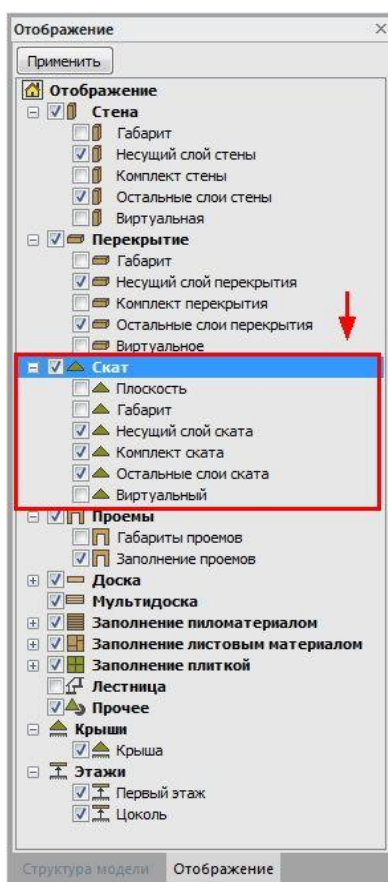 Отображение
Применить
Отображение
Стена
Габарит
Несущий слой стены
Комплект стены
Остальные слои стены
Виртуальная
Перекрытие
Габарит
Несущий слой перекрытия
Комплект перекрытия
Остальные слои перекрытия
Виртуальное
Скат
Плоскость
Габарит
Несущий слой ската
Комплект ската
Остальные слои ската
Виртуальный
Проемы
Габариты проемов
Заполнение проемов
Доска
Мультидоска
Заполнение пиломатериалом
Заполнение листовым материалом
Заполнение плиткой
Лестница
Прочее
Крыши
Крыша
Этажи
Первый этаж
Цоколь
Структура модели Отображение